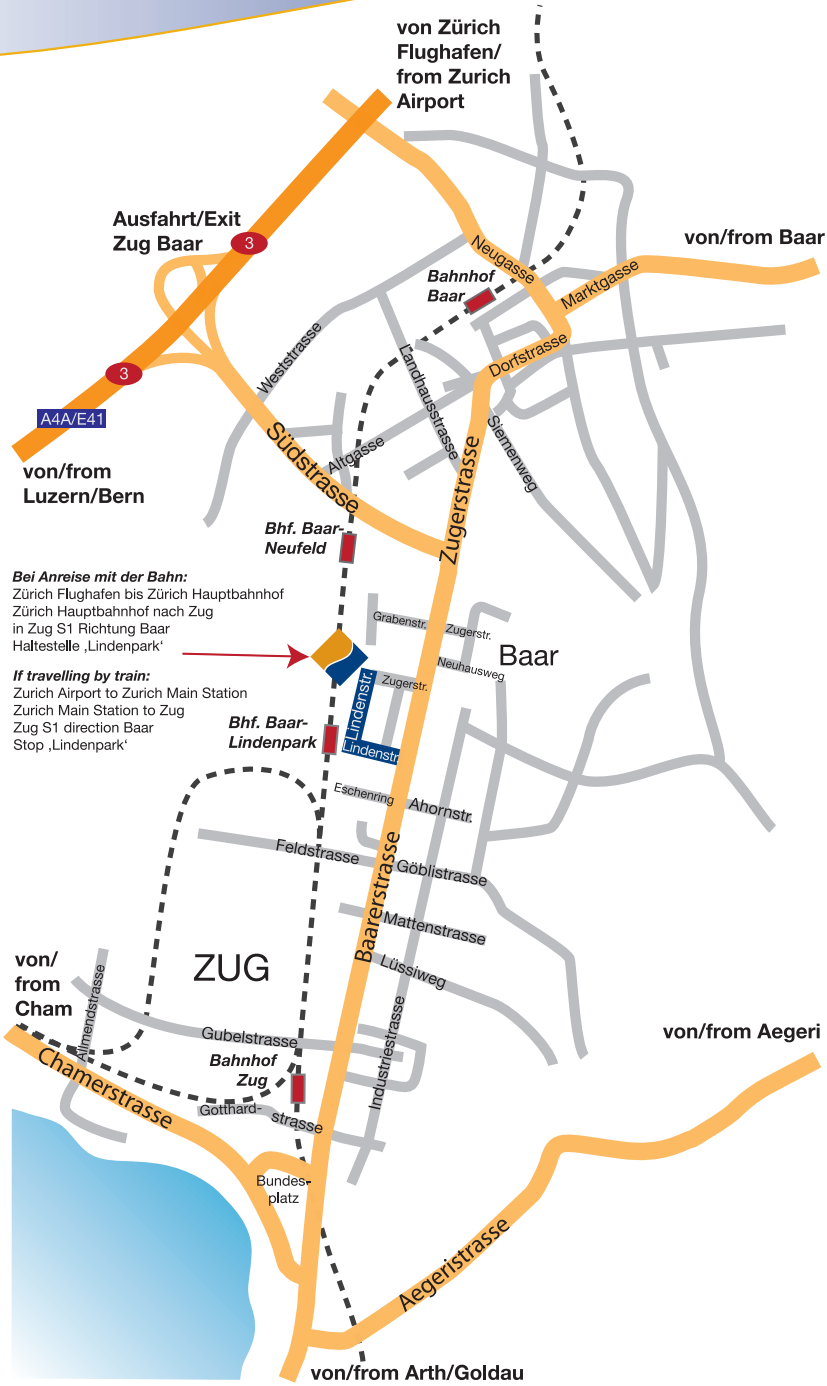 von Zürich
Flughafen/
from Zurich
Airport
Ausfahrt/Exit
Zug Baar
3
von/from Baar
Neugasse
Bahnhof
Baar
Marktgasse
Weststrasse
Landhausstrasse
Dorfstrasse
3
A4A/E41
von/from
Luzern/Bern
Südstrasse
Altgasse
Zugerstrasse
Siemenweg
Bhf. Baar-
Neufeld
Bei Anreise mit der Bahn:
Zürich Flughafen bis Zürich Hauptbahnhof
Zürich Hauptbahnhof nach Zug
in Zug S1 Richtung Baar
Haltestelle ‚Lindenpark‘
If travelling by train:
Zurich Airport to Zurich Main Station
Zurich Main Station to Zug
Zug S1 direction Baar
Stop ‚Lindenpark‘
Grabenstr.
Zugerstr.
Baar
Neuhausweg
Zugerstr.
Lindenstr.
Bhf. Baar-
Lindenpark
Lindenstr.
Eschenring
Ahornstr.
Feldstrasse
Göblistrasse
Baarerstrasse
Mattenstrasse
Lüssiweg
ZUG
von/
from
Cham
Allmendstrasse
Gubelstrasse
Industriestrasse
von/from Aegeri
Bahnhof
Zug
Chamerstrasse
Gotthard-
strasse
Bundes-
platz
Aegeristrasse
von/from Arth/Goldau